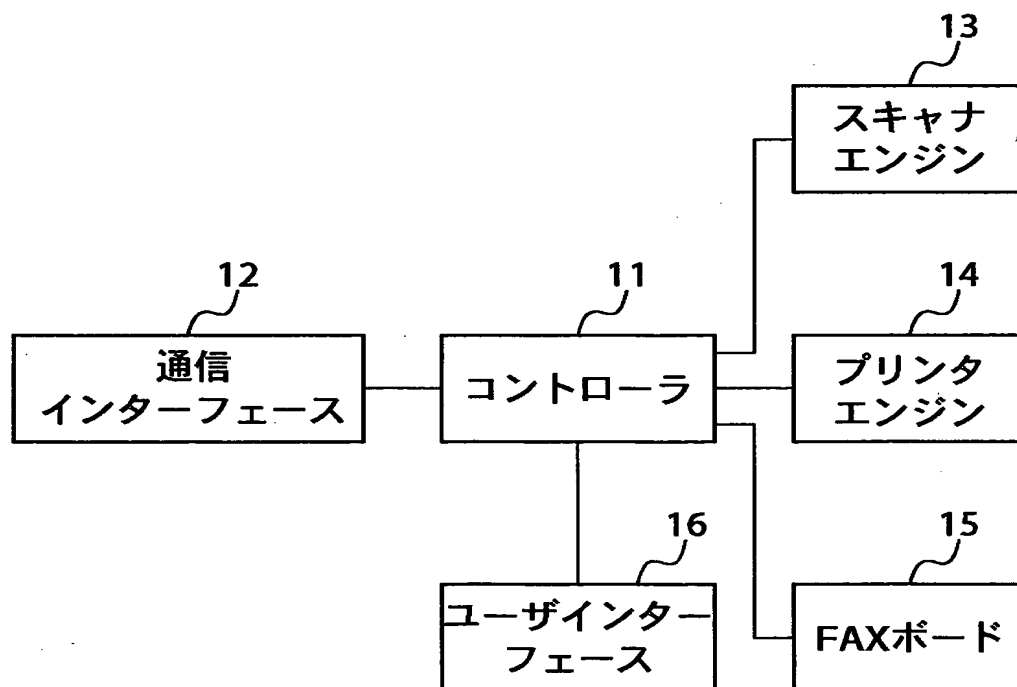 13
スキャナ
エンジン
12
通信
インターフェース
11
コントローラ
14
プリンタ
エンジン
16
ユーザインター
フェース
15
FAXボード